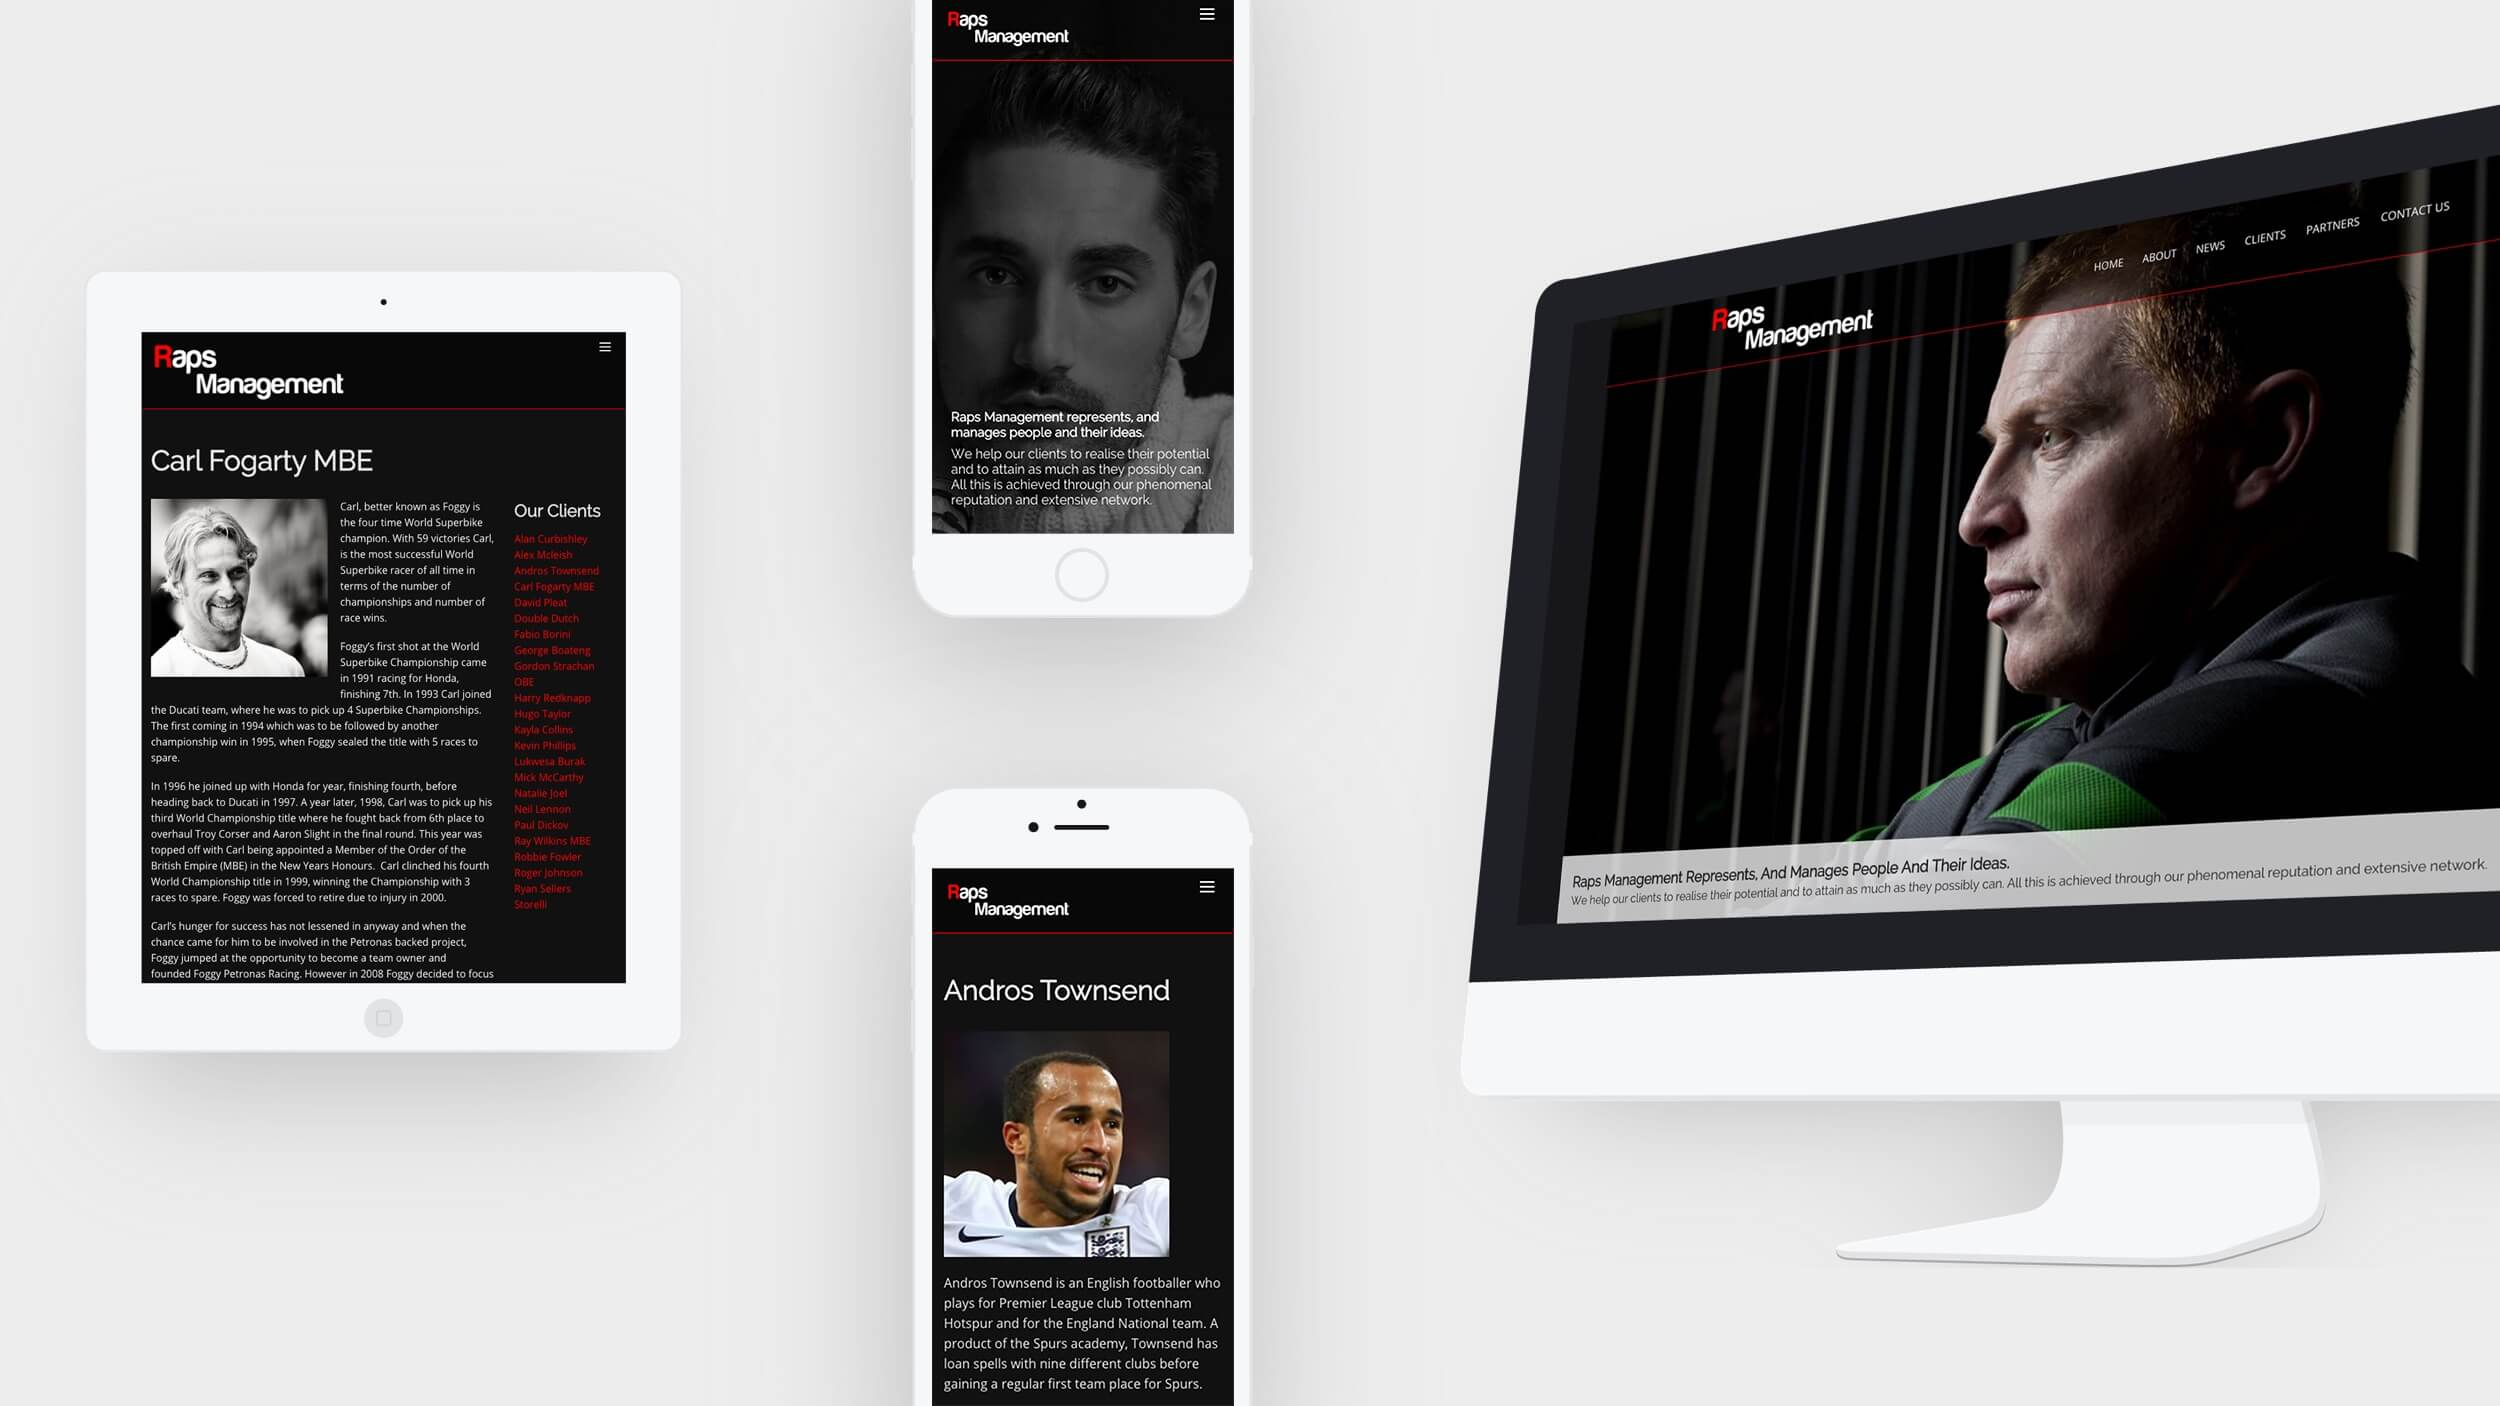 Raps
Management
Carl Fogarty MBE
Carl, better known as Foggy is
the four time World Superbike
champion. With 59 victories Carl,
is the most successful World
Superbike racer of all time in
terms of the number of
championships and number of
race wins.
Foggy's first shot at the World
Superbike Championship came
in 1991 racing for Honda,
finishing 7th. In 1993 Carl joined
the Ducati team, where he was to pick up 4 Superbike Championships.
The first coming in 1994 which was to be followed by another
championship win in 1995, when Foggy sealed the title with 5 races to
spare.
In 1996 he joined up with Honda for year, finishing fourth, before
heading back to Ducati in 1997. A year later, 1998, Carl was to pick up his
third World Championship title where he fought back from 6th place to
overhaul Troy Corser and Aaron Slight in the final round. This year was
topped off with Carl being appointed a Member of the Order of the
British Empire (MBE) in the New Years Honours. Carl clinched his fourth
World Championship title in 1999, winning the Championship with 3
races to spare. Foggy was forced to retire due to injury in 2000.
Carl's hunger for success has not lessened in anyway and when the
chance came for him to be involved in the Petronas backed project,
Foggy jumped at the opportunity to become a team owner and
founded Foggy Petronas Racing. However in 2008 Foggy decided to focus
Our Clients
Alan Curbishley
Alex Mcleish
Andros Townsend
Carl Fogarty MBE
David Pleat
Double Dutch
Fabio Borini
George Boateng
Gordon Strachan
OBE
Harry Redknapp
Hugo Taylor
Kayla Collins
Kevin Phillips
Lukwesa Burak
Mick McCarthy
Natalie Joel
Neil Lennon
Paul Dickov
Ray Wilkins MBE
Robbie Fowler
Roger Johnson
Ryan Sellers
Storelli
Raps
Management
Raps Management represents, and
manages people and their ideas.
We help our clients to realise their potential
and to attain as much as they possibly can.
All this is achieved through our phenomenal
reputation and extensive network.
Raps
Management
Andros Townsend
Andros Townsend is an English footballer who
plays for Premier League club Tottenham
Hotspur and for the England National team. A
product of the Spurs academy, Townsend has
loan spells with nine different clubs before
gaining a regular first team place for Spurs.
Raps
Management
HOME ABOUT NEWS CLIENTS PARTNERS CONTACT US
Raps Management Represents, And Manages People And Their Ideas.
We help our clients to realise their potential and to attain as much as they possibly can. All this is achieved through our phenomenal reputation and extensive network.